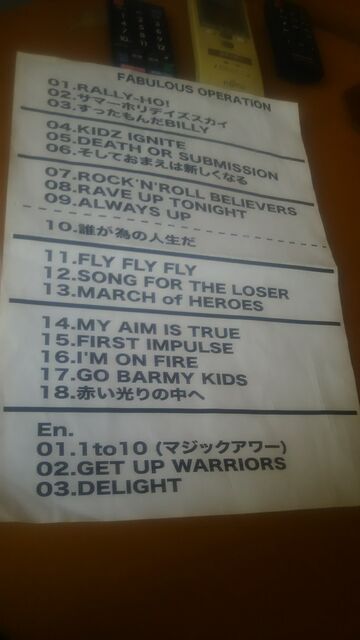 FABULOUS OPERATION
01.RALLY-HO!
02.サマーホリデイズスカイ
03.すったもんだBILLY
04.KIDZ IGNITE
05.DEATH OR SUBMISSION
06.そしておまえは新しくなる
07.ROCK'N'ROLL BELIEVERS
08.RAVE UP TONIGHT
09.ALWAYS UP
10.誰が為の人生だ
11.FLY FLY FLY
12.SONG FOR THE LOSER
13.MARCH of HEROES
14.MY AIM IS TRUE
15.FIRST IMPULSE
16.I'M ON FIRE
17.GO BARMY KIDS
18.赤い光りの中へ
En.
01.1to10 (マジックアワー)
02.GET UP WARRIORS
03.DELIGHT